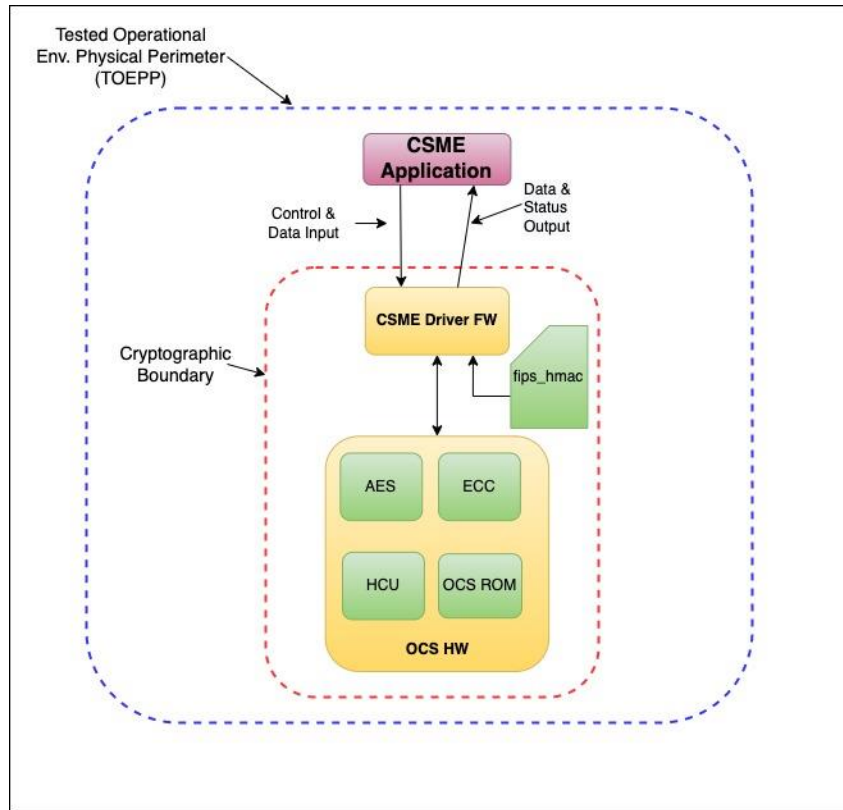 Tested Operational
Env. Physical Perimeter
(TOEPP)
CSME
Application
Control &
Data Input
Data &
Status
Output
CSME Driver FW
Cryptographic
Boundary
fips_hmac
AES
ECC
HCU
OCS ROM
OCS HW